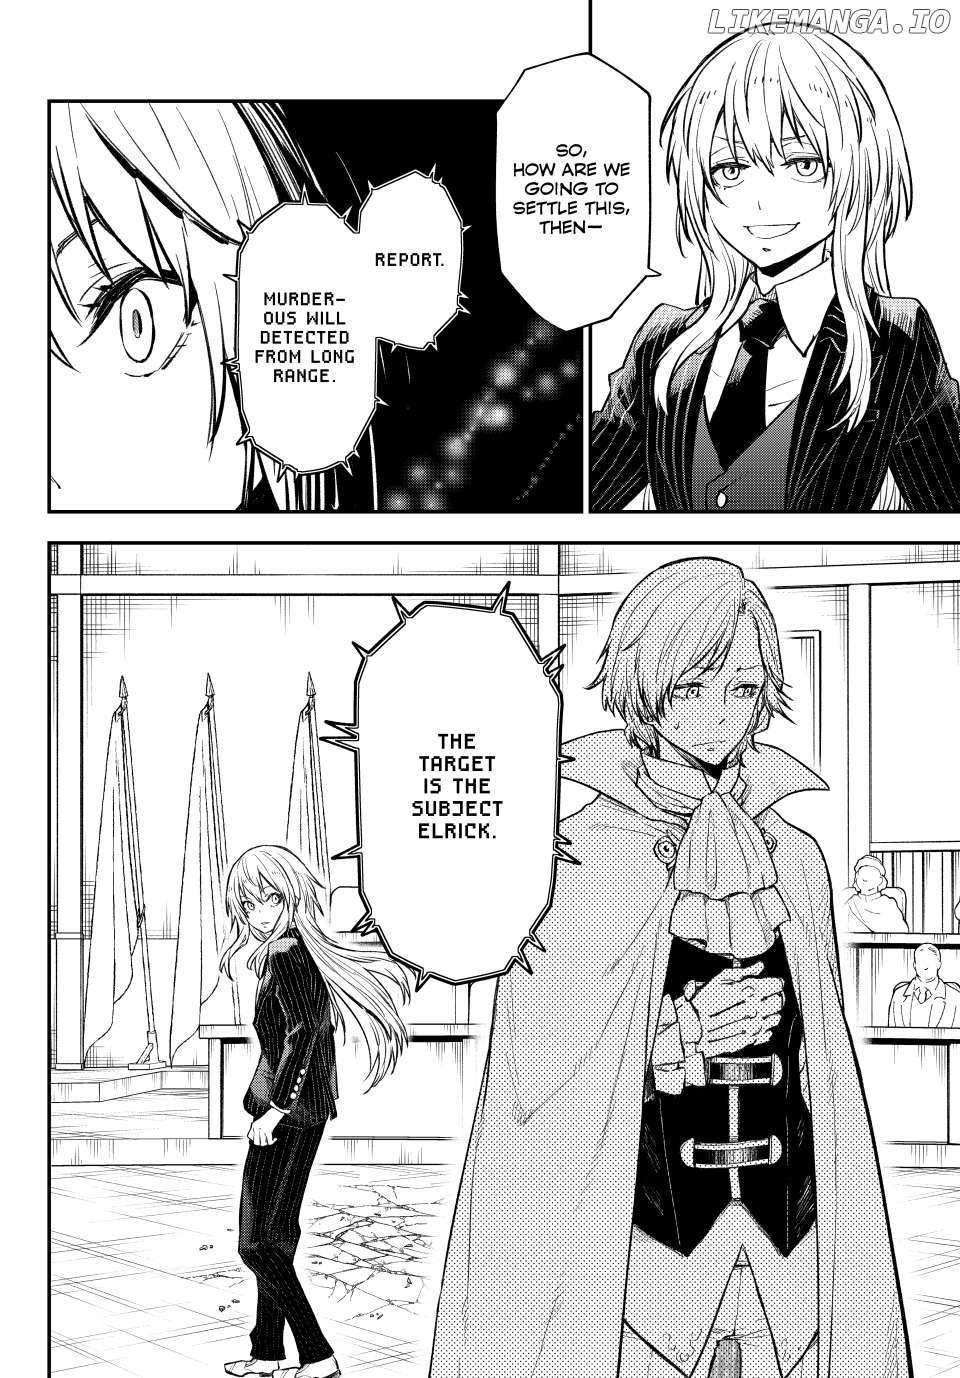 LIKEMANGA.IO
SO,
HOW ARE WE
GOING TO
SETTLE THIS,
THEN—
REPORT.
MURDER-
OUS WILL
DETECTED
FROM LONG
RANGE.
THE
TARGET
IS THE
SUBJECT
ELRICK.